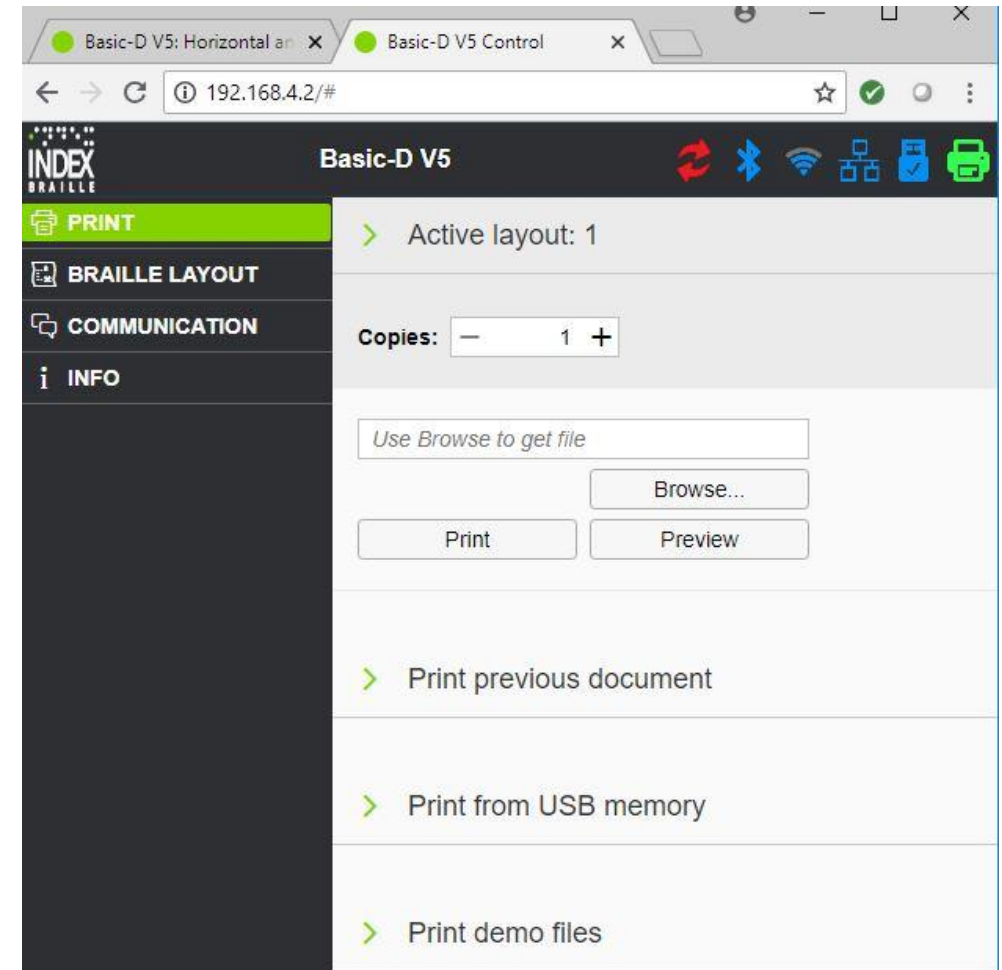 Basic-D V5: Horizontal an
Basic-D V5 Control
192.168.4.2/#
INDEX
BRAILLE
Basic-D V5
PRINT
BRAILLE LAYOUT
COMMUNICATION
INFO
Active layout: 1
Copies: — 1 +
Use Browse to get file
Browse...
Print Preview
Print previous document
Print from USB memory
Print demo files